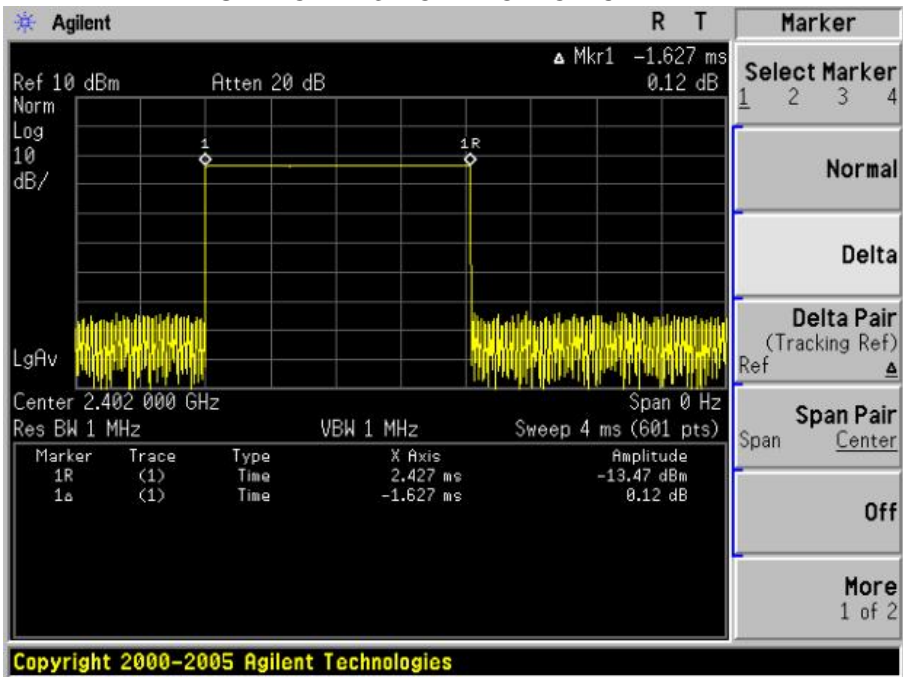 Agilent R T
Δ Mkr1 -1.627 ms
Ref 10 dBm Atten 20 dB 0.12 dB
Norm
Log
10
dB/
1 1R
LgAv
Center 2.402 000 GHz Span 0 Hz
Res BW 1 MHz VBW 1 MHz Sweep 4 ms (601 pts)
Marker Trace Type X Axis Amplitude
1R (1) Time 2.427 ms -13.47 dBm
1Δ (1) Time -1.627 ms 0.12 dB
Copyright 2000-2005 Agilent Technologies
Marker
Select Marker
1 2 3 4
Normal
Delta
Delta Pair
(Tracking Ref)
Ref Δ
Span Pair
Span Center
Off
More
1 of 2